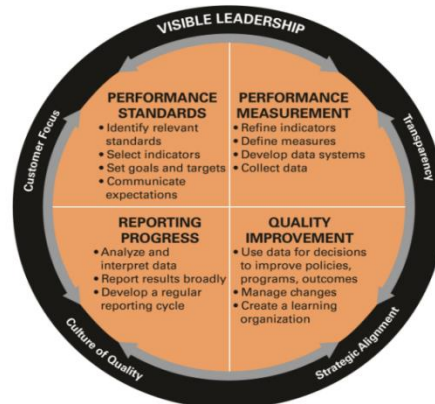 VISIBLE LEADERSHIP
Customer Focus
Transparency
PERFORMANCE
STANDARDS
• Identify relevant
standards
• Select indicators
• Set goals and targets
• Communicate
expectations
PERFORMANCE
MEASUREMENT
• Refine indicators
• Define measures
• Develop data systems
• Collect data
REPORTING
PROGRESS
• Analyze and
interpret data
• Report results broadly
• Develop a regular
reporting cycle
QUALITY
IMPROVEMENT
• Use data for decisions
to improve policies,
programs, outcomes
• Manage changes
• Create a learning
organization
Culture of Quality
Strategic Alignment